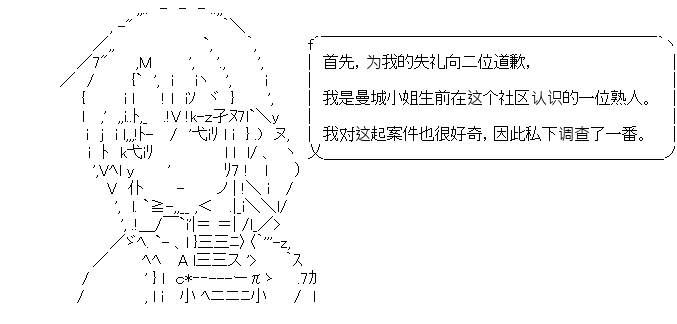 首先，为我的失礼向二位道歉，
我是曼城小姐生前在这个社区认识的一位熟人。
我对这起案件也很好奇，因此私下调查了一番。